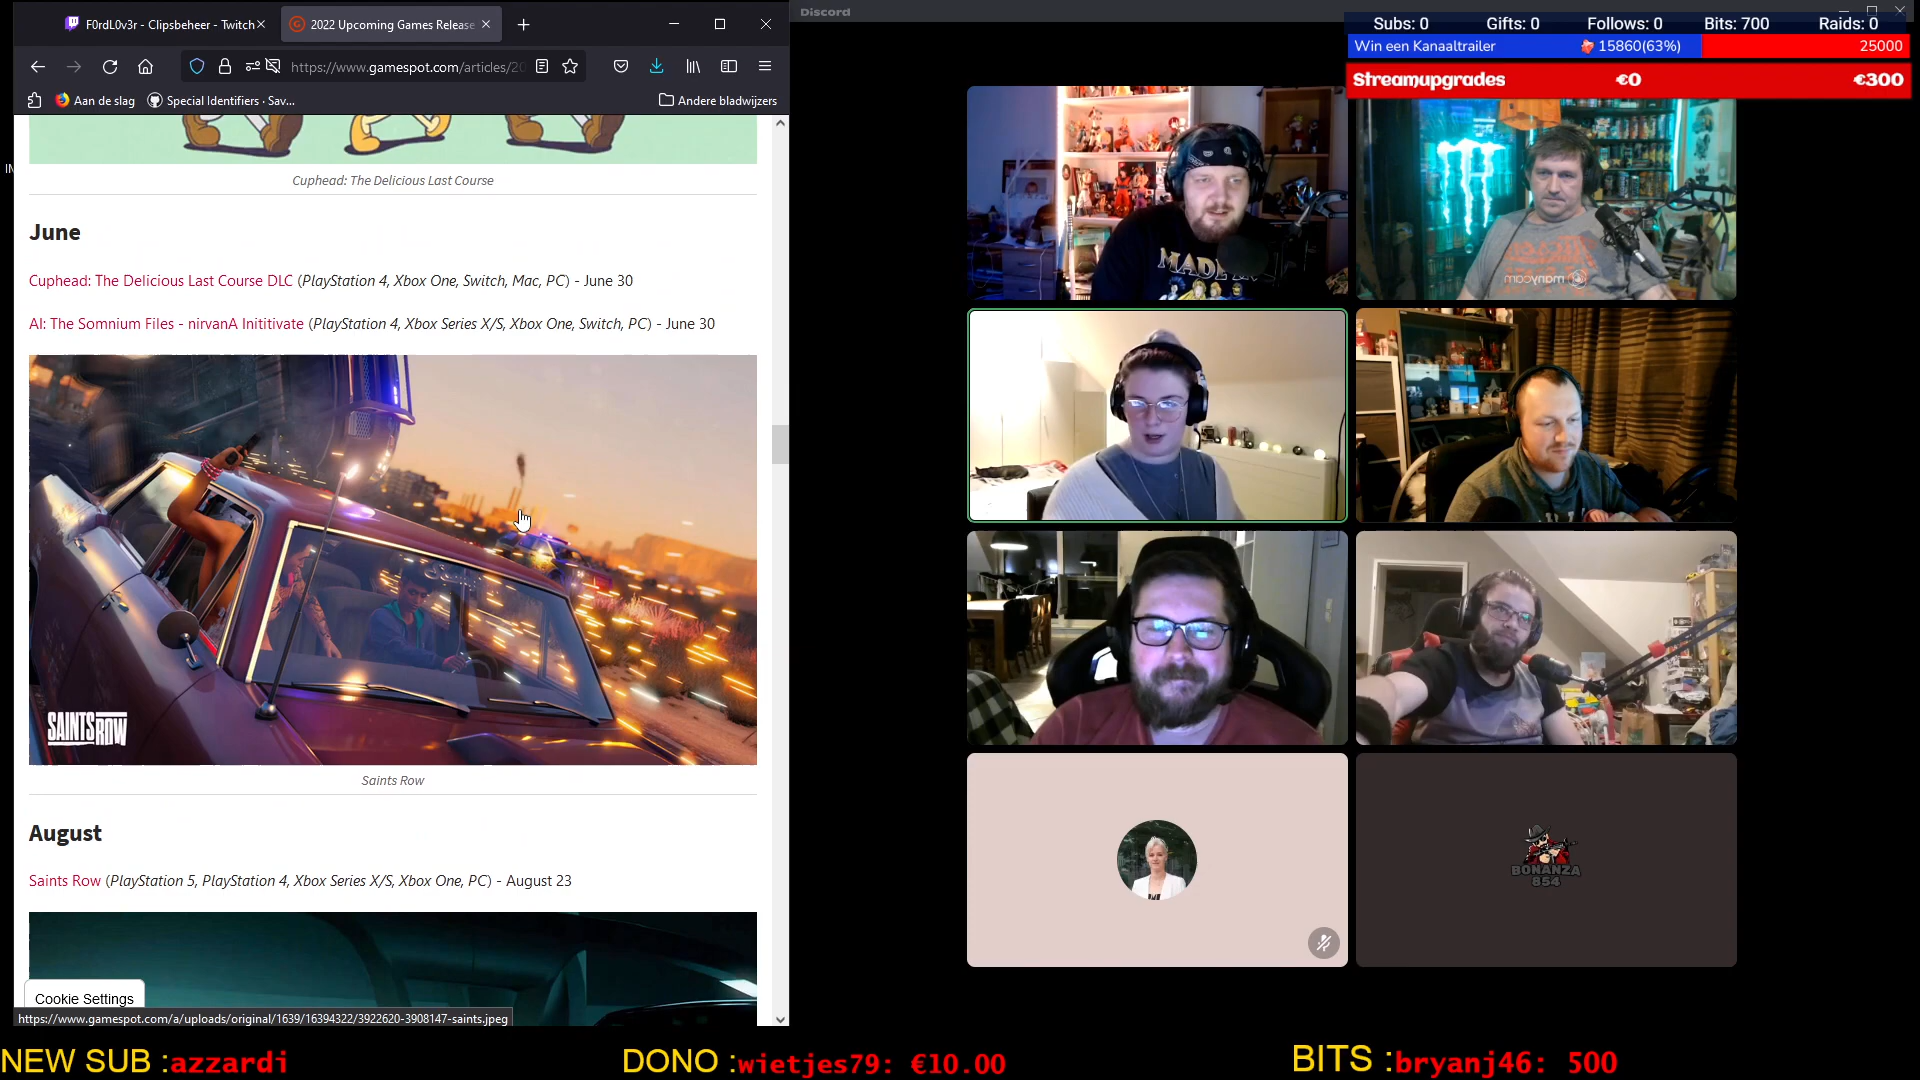 F0rdL0v3r - Clipsbeheer - Twitch
2022 Upcoming Games Release
https://www.gamespot.com/articles/20
Aan de slag
Special Identifiers · Sav...
Andere bladwijzers
Cuphead: The Delicious Last Course
June
Cuphead: The Delicious Last Course DLC (PlayStation 4, Xbox One, Switch, Mac, PC) - June 30
AI: The Somnium Files - nirvanA Inititivate (PlayStation 4, Xbox Series X/S, Xbox One, Switch, PC) - June 30
SAINTS ROW
Saints Row
August
Saints Row (PlayStation 5, PlayStation 4, Xbox Series X/S, Xbox One, PC) - August 23
Cookie Settings
https://www.gamespot.com/a/uploads/original/1639/16394322/3922620-3908147-saints.jpeg
Discord
Subs: 0 Gifts: 0 Follows: 0 Bits: 700 Raids: 0
Win een Kanaaltrailer 15860(63%) 25000
Streamupgrades €0 €300
MADE IN
manycam
BONANZA
854
NEW SUB :azzardi
DONO :wietjes79: €10.00
BITS :bryanj46: 500